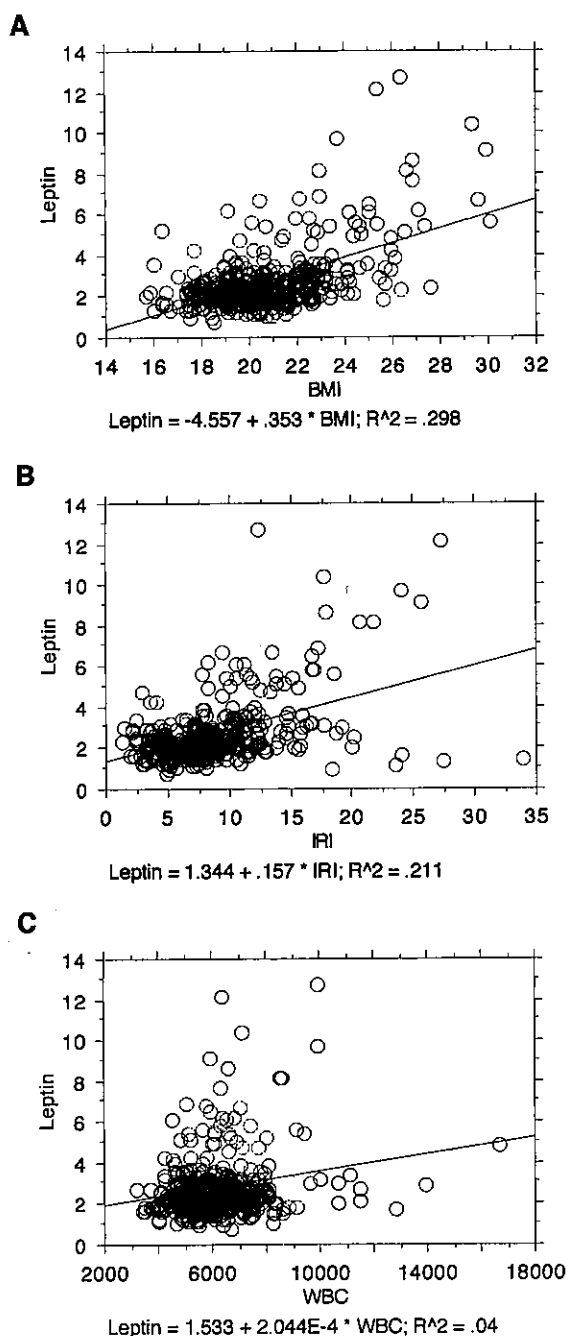 A
14
12
10
8
6
4
2
0
Leptin
14 16 18 20 22 24 26 28 30 32
BMI
Leptin = -4.557 + .353 * BMI; R^2 = .298
B
14
12
10
8
6
4
2
0
Leptin
0 5 10 15 20 25 30 35
IRI
Leptin = 1.344 + .157 * IRI; R^2 = .211
C
14
12
10
8
6
4
2
0
Leptin
2000 6000 10000 14000 18000
WBC
Leptin = 1.533 + 2.044E-4 * WBC; R^2 = .04